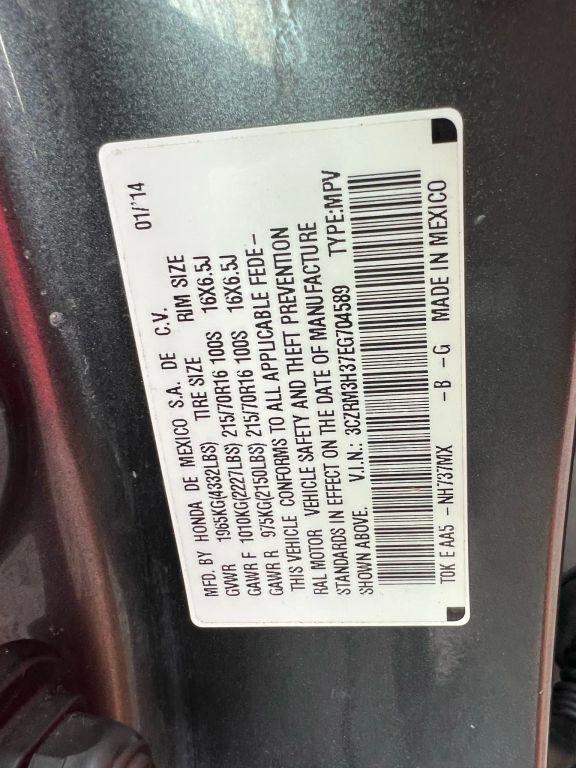 01/'14
MFD. BY HONDA DE MEXICO S.A. DE C.V.
GVWR 1965KG(4332LBS) TIRE SIZE RIM SIZE
GAWR F 1010KG(2227LBS) 215/70R16 100S 16X6.5J
GAWR R 975KG(2150LBS) 215/70R16 100S 16X6.5J
THIS VEHICLE CONFORMS TO ALL APPLICABLE FEDE-
RAL MOTOR VEHICLE SAFETY AND THEFT PREVENTION
STANDARDS IN EFFECT ON THE DATE OF MANUFACTURE
SHOWN ABOVE. V.I.N.: 3CZRM3H37EG704589 TYPE:MPV
T0K E AA5 -NH737MX -B -G MADE IN MEXICO